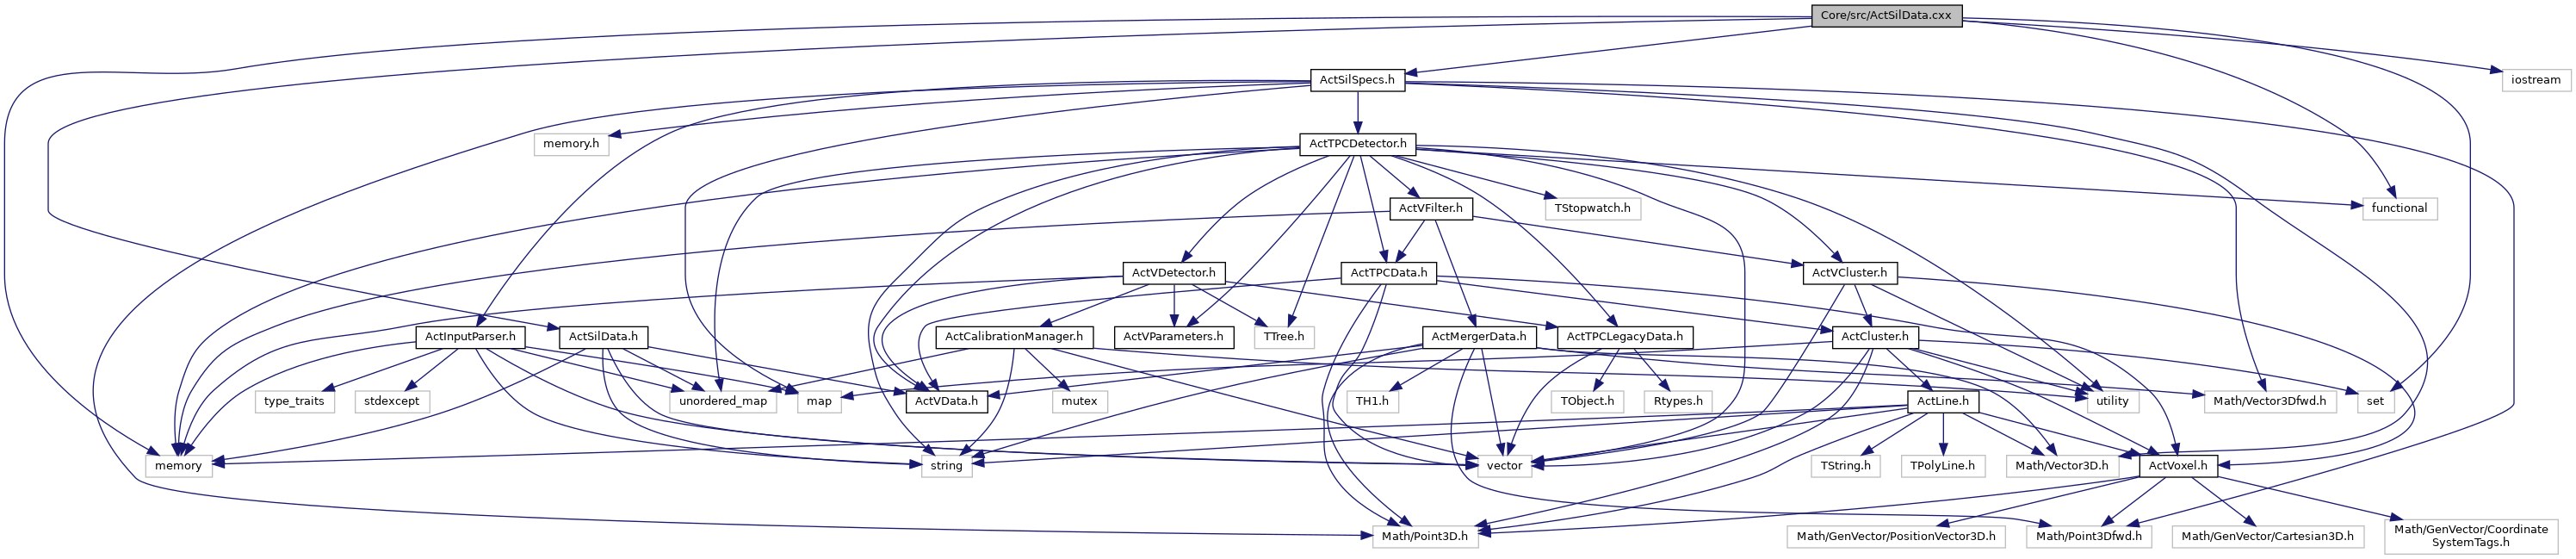 Core/src/ActSilData.cxx
ActSilSpecs.h
iostream
memory.h
ActTPCDetector.h
ActVFilter.h
TStopwatch.h
functional
ActVDetector.h
ActTPCData.h
ActVCluster.h
ActInputParser.h
ActSilData.h
ActCalibrationManager.h
ActVParameters.h
TTree.h
ActMergerData.h
ActTPCLegacyData.h
ActCluster.h
type_traits
stdexcept
unordered_map
map
ActVData.h
mutex
TH1.h
TObject.h
Rtypes.h
ActLine.h
utility
Math/Vector3Dfwd.h
set
memory
string
vector
TString.h
TPolyLine.h
Math/Vector3D.h
ActVoxel.h
Math/Point3D.h
Math/GenVector/PositionVector3D.h
Math/Point3Dfwd.h
Math/GenVector/Cartesian3D.h
Math/GenVector/Coordinate
SystemTags.h